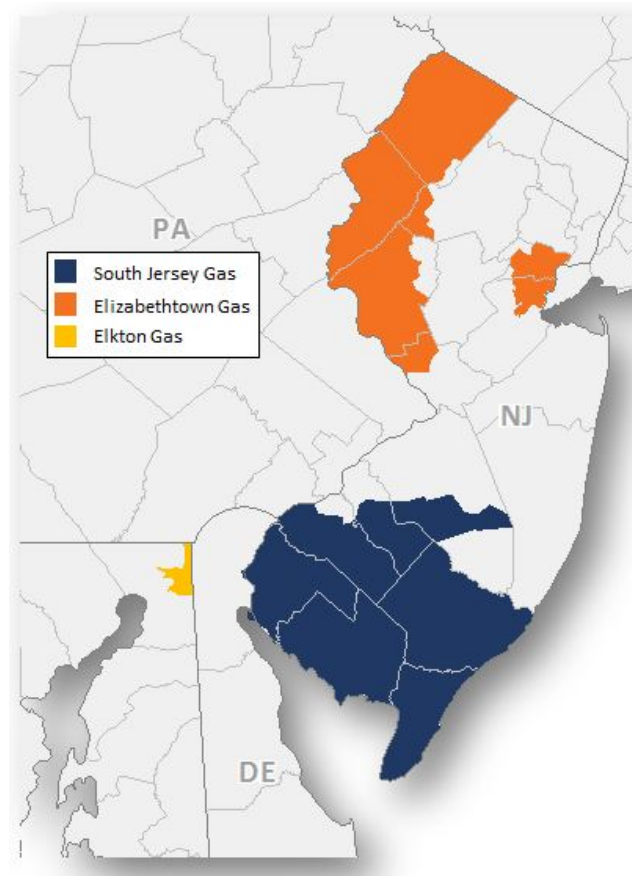 PA
South Jersey Gas
Elizabethtown Gas
Elkton Gas
NJ
DE